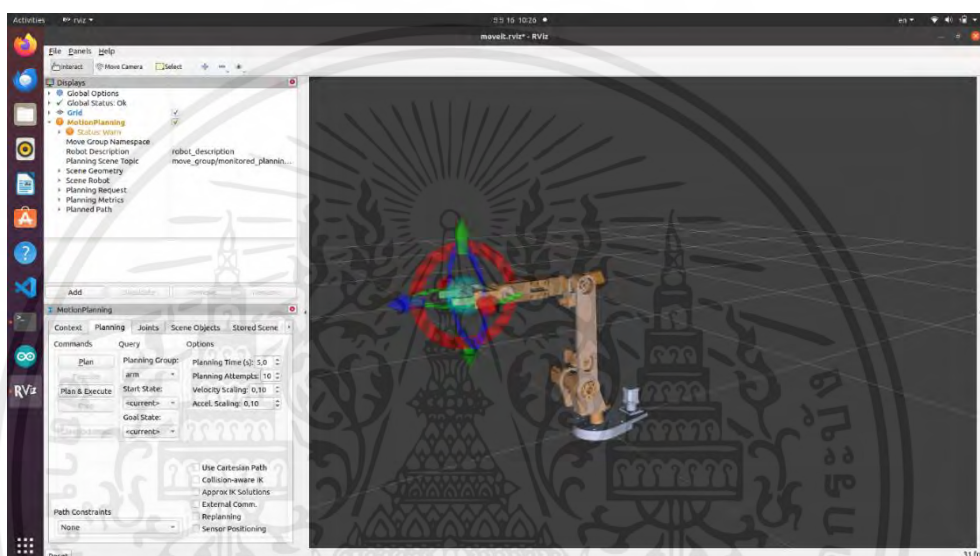 Activities
rviz
16 10:26
en
moveit.rviz* - RViz
File Panels Help
Interact Move Camera Select
Displays
Global Options
Global Status: Ok
Grid
MotionPlanning
Status: Warn
Move Group Namespace
Robot Description robot_description
Planning Scene Topic move_group/monitored_plannin...
Scene Geometry
Scene Robot
Planning Request
Planning Metrics
Planned Path
Add
MotionPlanning
Context Planning Joints Scene Objects Stored Scene
Commands Query Options
Plan Planning Group: Planning Time (s): 5,0
arm Planning Attempts: 10
Plan & Execute Start State: Velocity Scaling: 0,10
<current> Accel. Scaling: 0,10
Goal State:
<current>
Use Cartesian Path
Collision-aware IK
Approx IK Solutions
External Comm.
Path Constraints Replanning
None Sensor Positioning
RViz
Reset